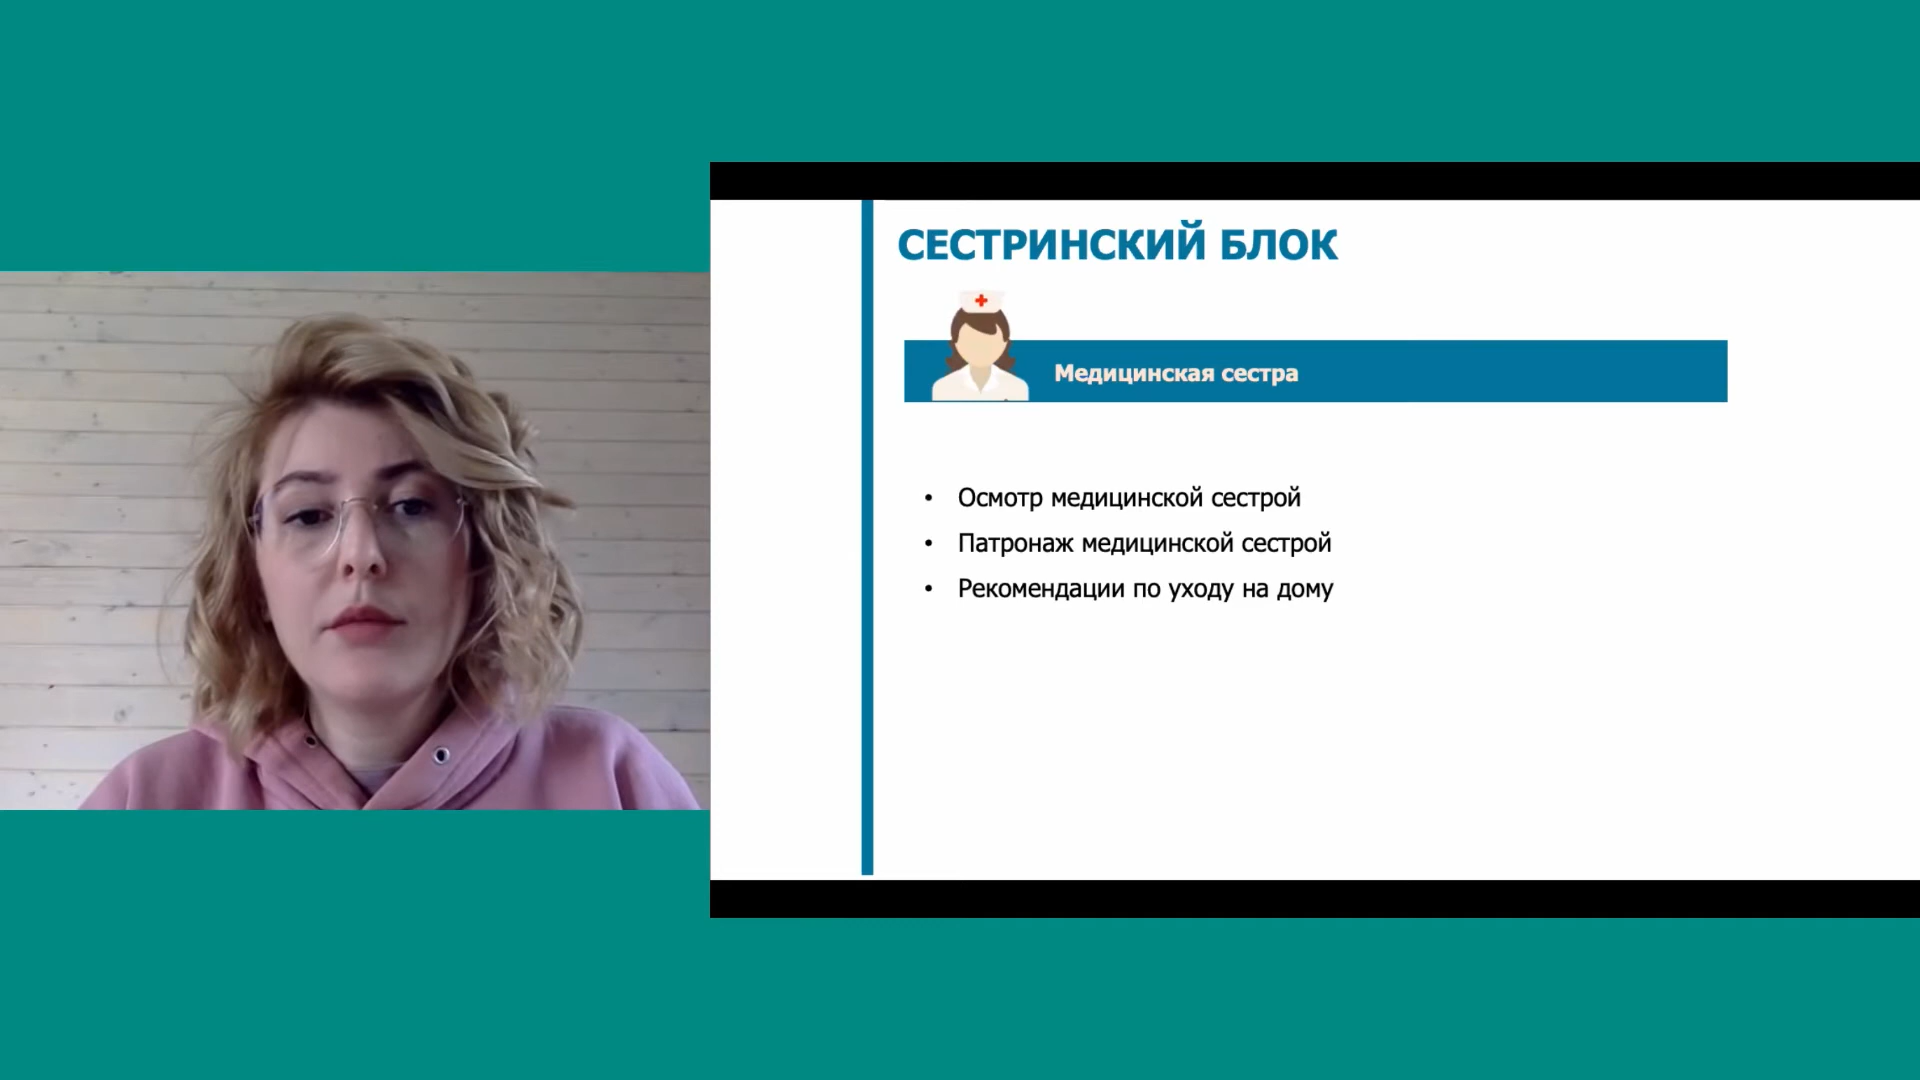 СЕСТРИНСКИЙ БЛОК
Медицинская сестра
• Осмотр медицинской сестрой
• Патронаж медицинской сестрой
• Рекомендации по уходу на дому